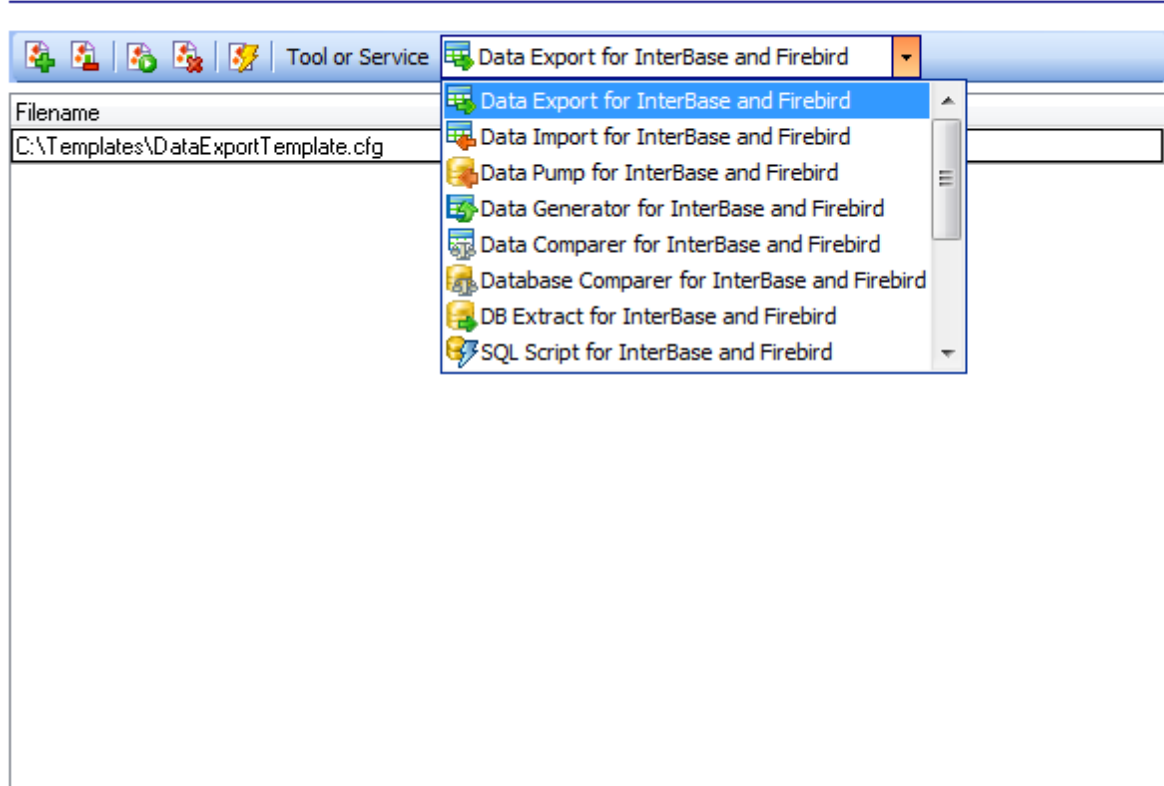 Tool or Service Data Export for InterBase and Firebird
Filename
C:\Templates\DataExportTemplate.cfg
Data Export for InterBase and Firebird
Data Import for InterBase and Firebird
Data Pump for InterBase and Firebird
Data Generator for InterBase and Firebird
Data Comparer for InterBase and Firebird
Database Comparer for InterBase and Firebird
DB Extract for InterBase and Firebird
SQL Script for InterBase and Firebird